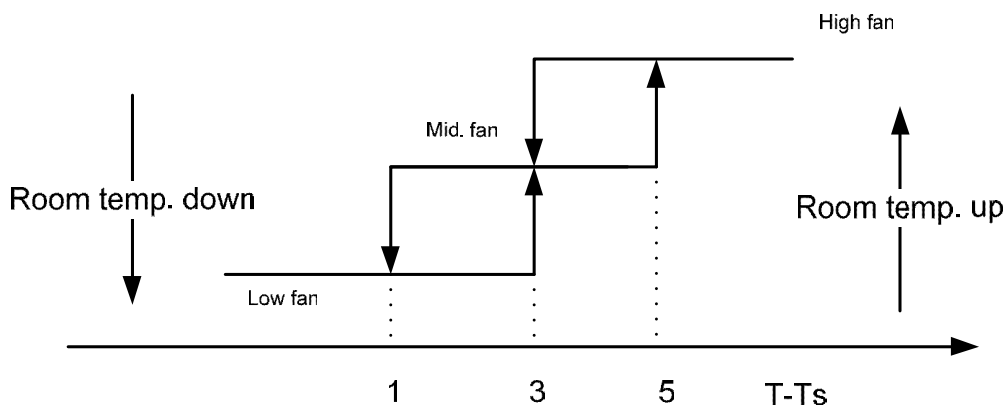 High fan
Mid. fan
Room temp. down
Room temp. up
Low fan
1 3 5 T-Ts